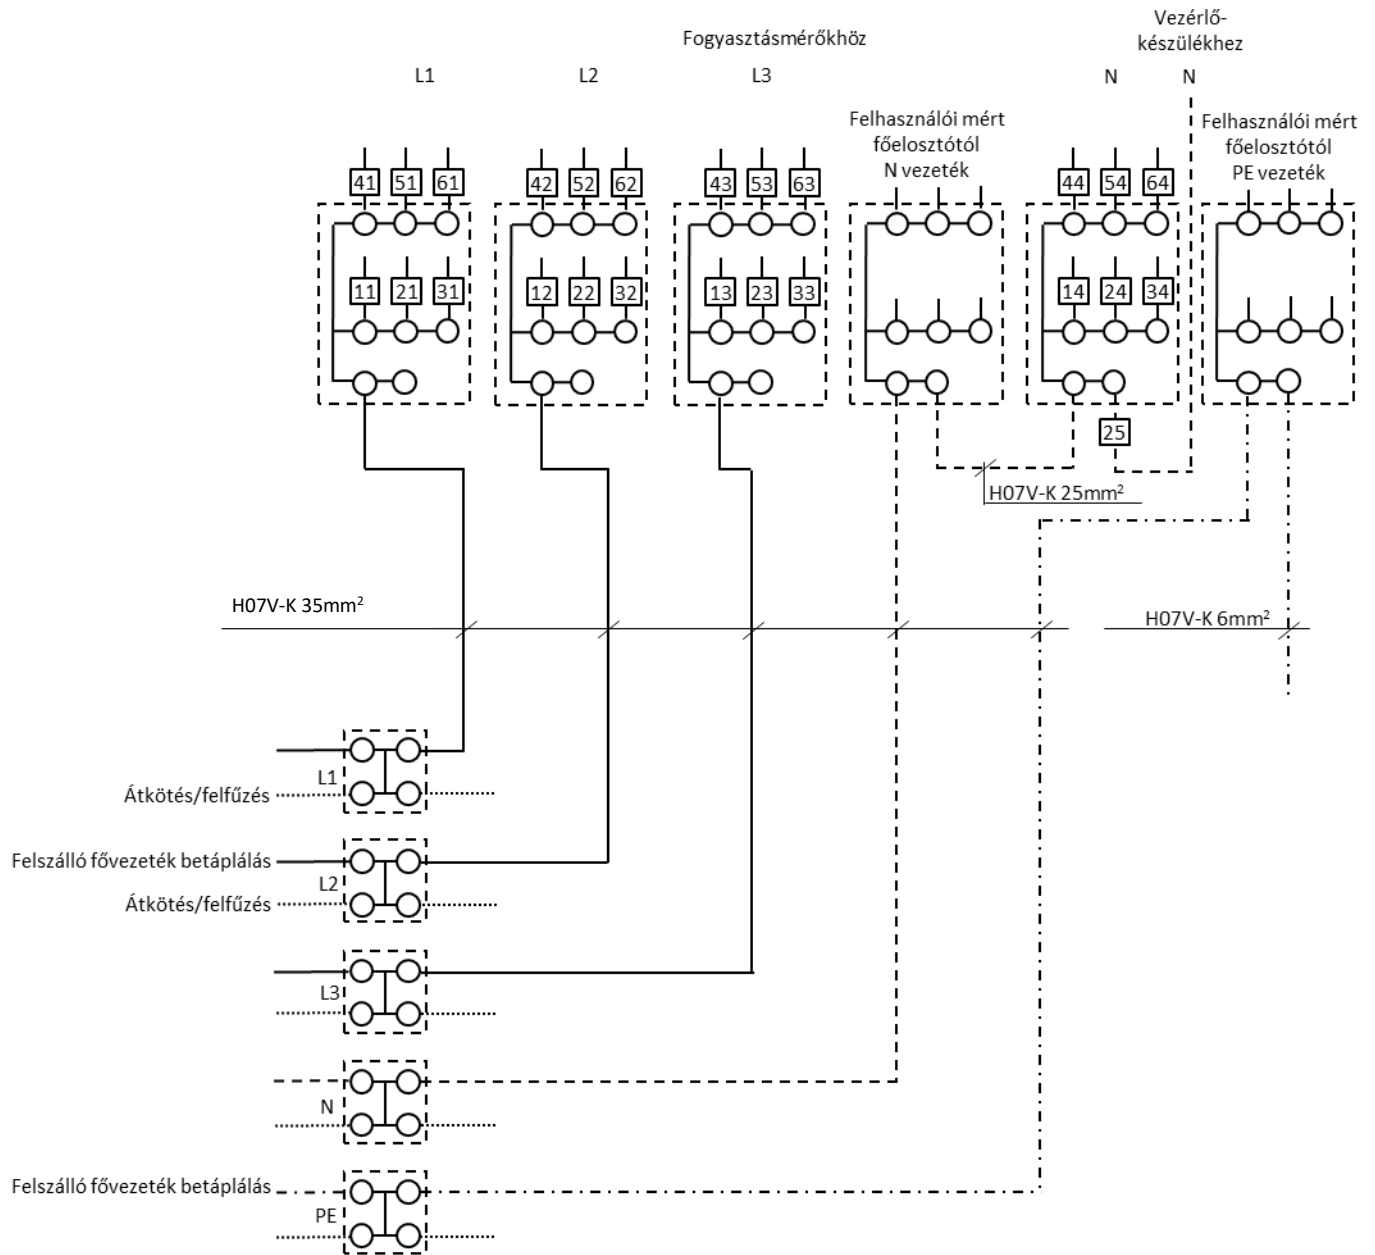 Fogyasztásmérőkhöz
Vezérlő-
készülékhez
L1
L2
L3
N
N
Felhasználói mért
főelosztótól
N vezeték
Felhasználói mért
főelosztótól
PE vezeték
41
51
61
42
52
62
43
53
63
44
54
64
11
21
31
12
22
32
13
23
33
14
24
34
25
H07V-K 25mm²
H07V-K 35mm²
H07V-K 6mm²
L1
Átkötés/felfűzés
Felszálló fővezeték betáplálás
L2
Átkötés/felfűzés
L3
N
Felszálló fővezeték betáplálás
PE